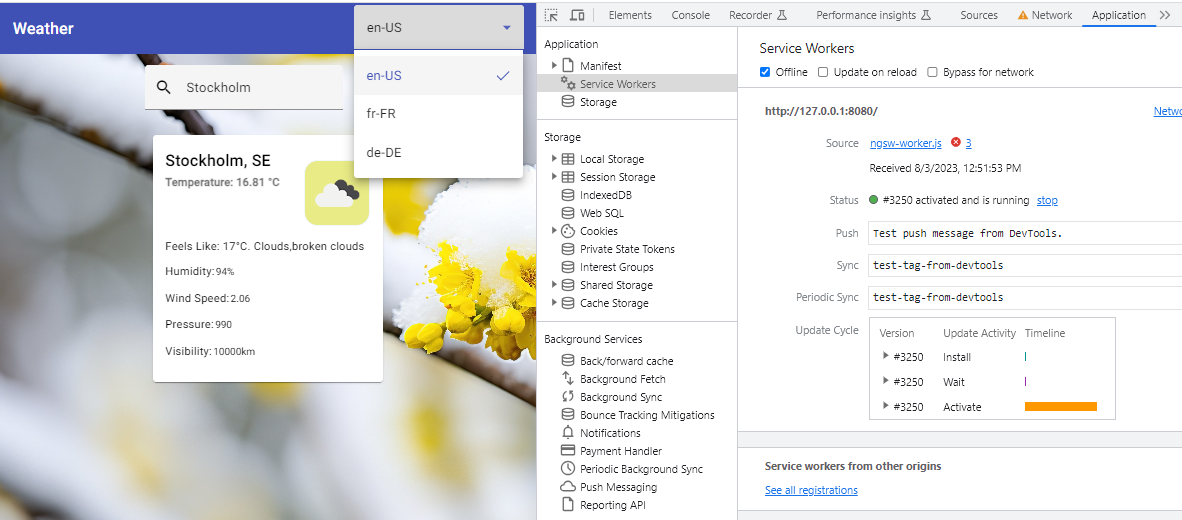 Weather
en-US
en-US
fr-FR
de-DE
Stockholm
Stockholm, SE
Temperature: 16.81 °C
Feels Like: 17°C. Clouds,broken clouds
Humidity: 94%
Wind Speed: 2.06
Pressure: 990
Visibility: 10000km
Elements Console Recorder Performance insights Sources Network Application
Application
Manifest
Service Workers
Storage
Storage
Local Storage
Session Storage
IndexedDB
Web SQL
Cookies
Private State Tokens
Interest Groups
Shared Storage
Cache Storage
Background Services
Back/forward cache
Background Fetch
Background Sync
Bounce Tracking Mitigations
Notifications
Payment Handler
Periodic Background Sync
Push Messaging
Reporting API
Service Workers
Offline Update on reload Bypass for network
http://127.0.0.1:8080/ Netwo
Source ngsw-worker.js 3
Received 8/3/2023, 12:51:53 PM
Status #3250 activated and is running stop
Push Test push message from DevTools.
Sync test-tag-from-devtools
Periodic Sync test-tag-from-devtools
Update Cycle Version Update Activity Timeline
#3250 Install
#3250 Wait
#3250 Activate
Service workers from other origins
See all registrations